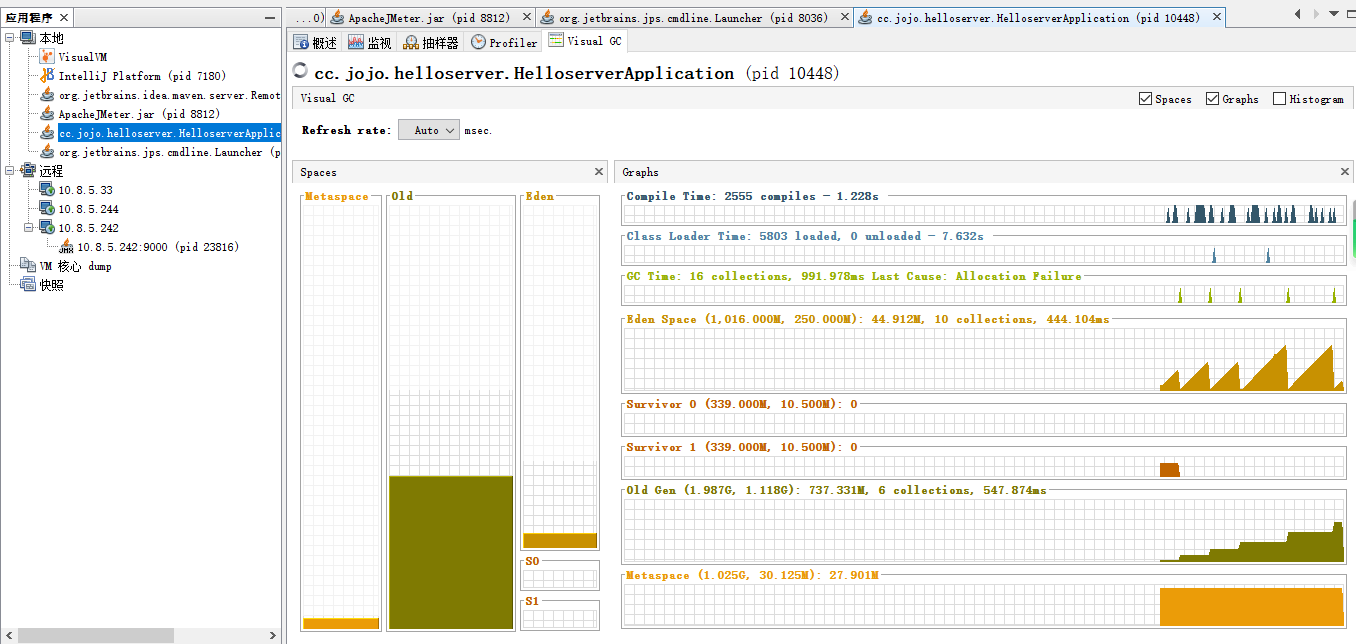 应用程序
本地
VisualVM
IntelliJ Platform (pid 7180)
org.jetbrains.idea.maven.server.Remot
ApacheJMeter.jar (pid 8812)
cc.jojo.helloserver.HelloserverApplic
org.jetbrains.jps.cmdline.Launcher (p
远程
10.8.5.33
10.8.5.244
10.8.5.242
10.8.5.242:9000 (pid 23816)
VM 核心 dump
快照
...0)
ApacheJMeter.jar (pid 8812)
org.jetbrains.jps.cmdline.Launcher (pid 8036)
cc.jojo.helloserver.HelloserverApplication (pid 10448)
概述
监视
抽样器
Profiler
Visual GC
cc.jojo.helloserver.HelloserverApplication (pid 10448)
Visual GC
Spaces
Graphs
Histogram
Refresh rate:
Auto
msec.
Spaces
Metaspace
Old
Eden
S0
S1
Graphs
Compile Time: 2555 compiles - 1.228s
Class Loader Time: 5803 loaded, 0 unloaded - 7.632s
GC Time: 16 collections, 991.978ms Last Cause: Allocation Failure
Eden Space (1,016.000M, 250.000M): 44.912M, 10 collections, 444.104ms
Survivor 0 (339.000M, 10.500M): 0
Survivor 1 (339.000M, 10.500M): 0
Old Gen (1.987G, 1.118G): 737.331M, 6 collections, 547.874ms
Metaspace (1.025G, 30.125M): 27.901M